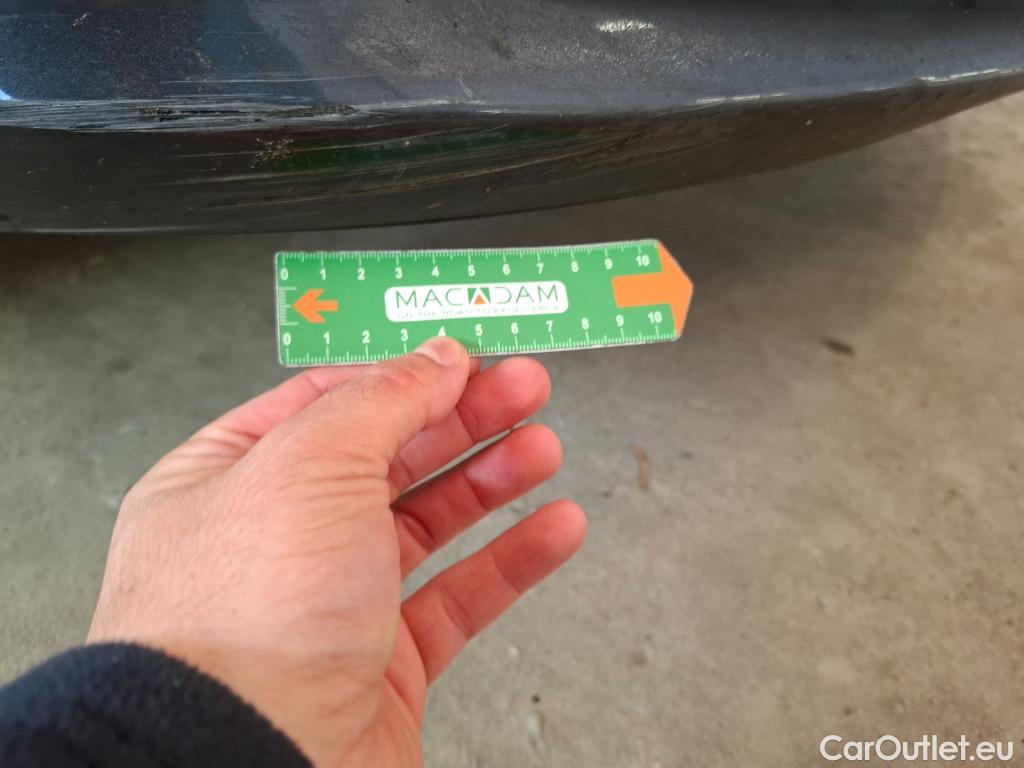 0 1 2 3 4 5 6 7 8 9 10
MACADAM
ON THE ROAD TO EXCELLENCE
0 1 2 3 4 5 6 7 8 9 10
CarOutlet.eu